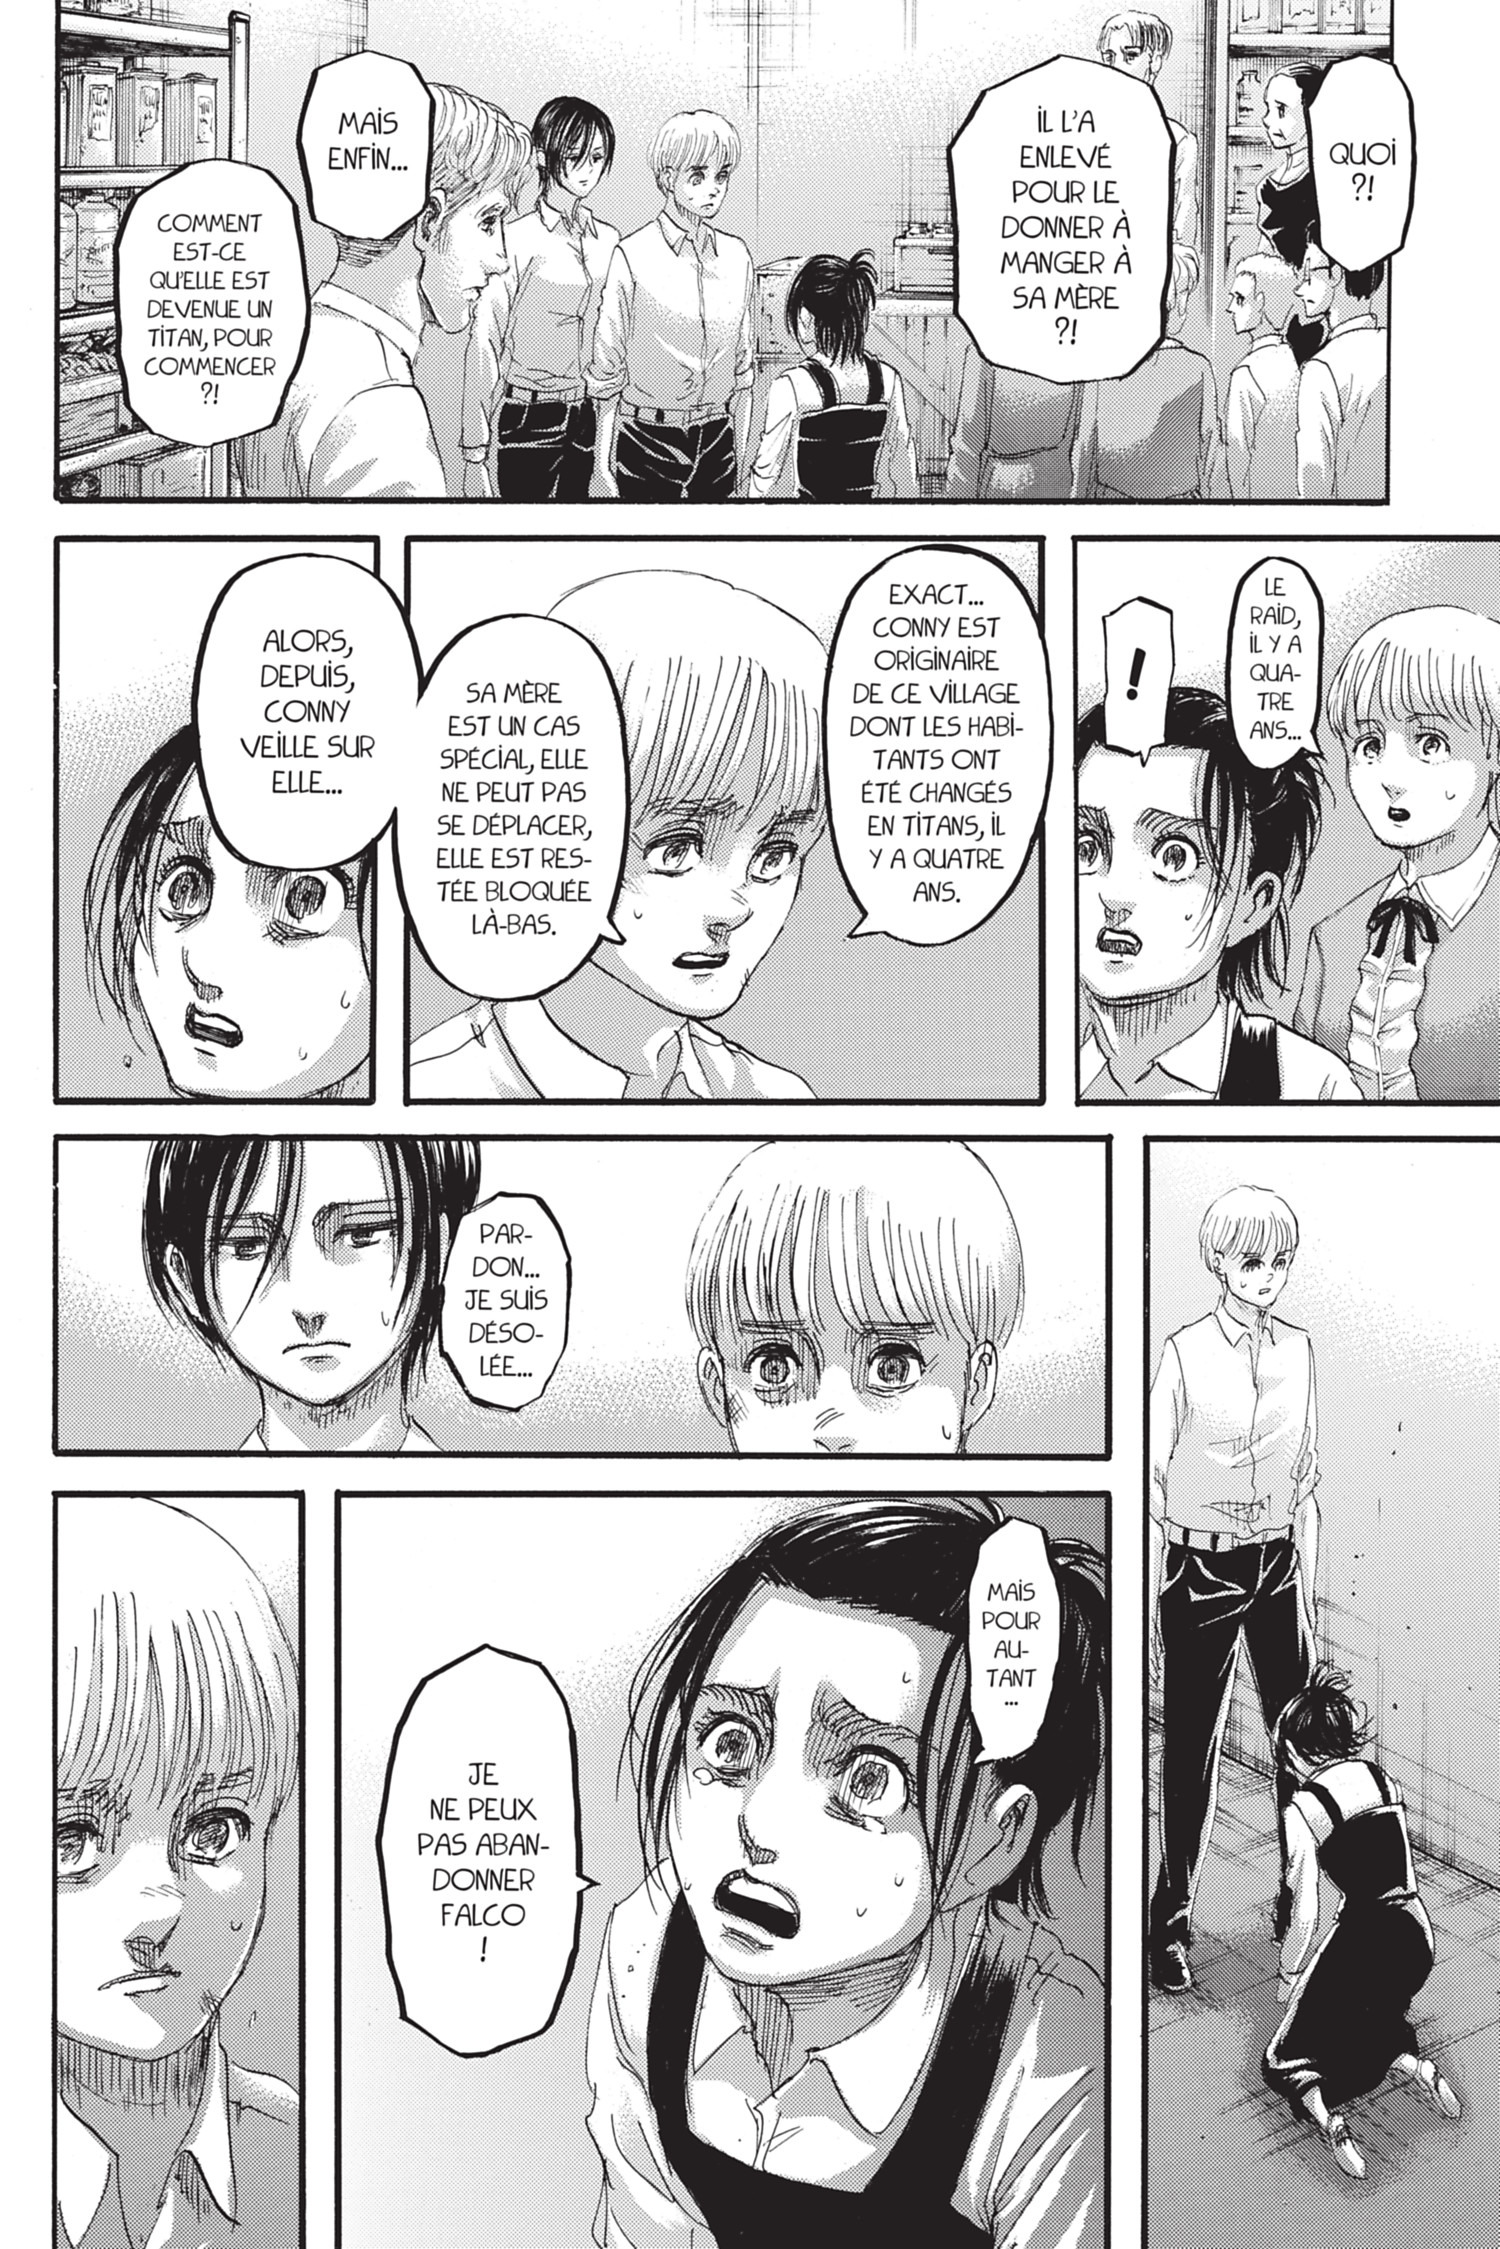 QUOI
?!
IL L'A
ENLEVÉ
POUR LE
DONNER À
MANGER À
SA MÈRE
?!
MAIS
ENFIN...
COMMENT
EST-CE
QU'ELLE EST
DEVENUE UN
TITAN, POUR
COMMENCER
?!
LE
RAID,
IL Y A
QUA-
TRE
ANS...
!
EXACT...
CONNY EST
ORIGINAIRE
DE CE VILLAGE
DONT LES HABI-
TANTS ONT
ÉTÉ CHANGÉS
EN TITANS, IL
Y A QUATRE
ANS.
SA MÈRE
EST UN CAS
SPÉCIAL, ELLE
NE PEUT PAS
SE DÉPLACER,
ELLE EST RES-
TÉE BLOQUÉE
LÀ-BAS.
ALORS,
DEPUIS,
CONNY
VEILLE SUR
ELLE...
PAR-
DON...
JE SUIS
DÉSO-
LÉE...
MAIS
POUR
AU-
TANT
...
JE
NE PEUX
PAS ABAN-
DONNER
FALCO
!